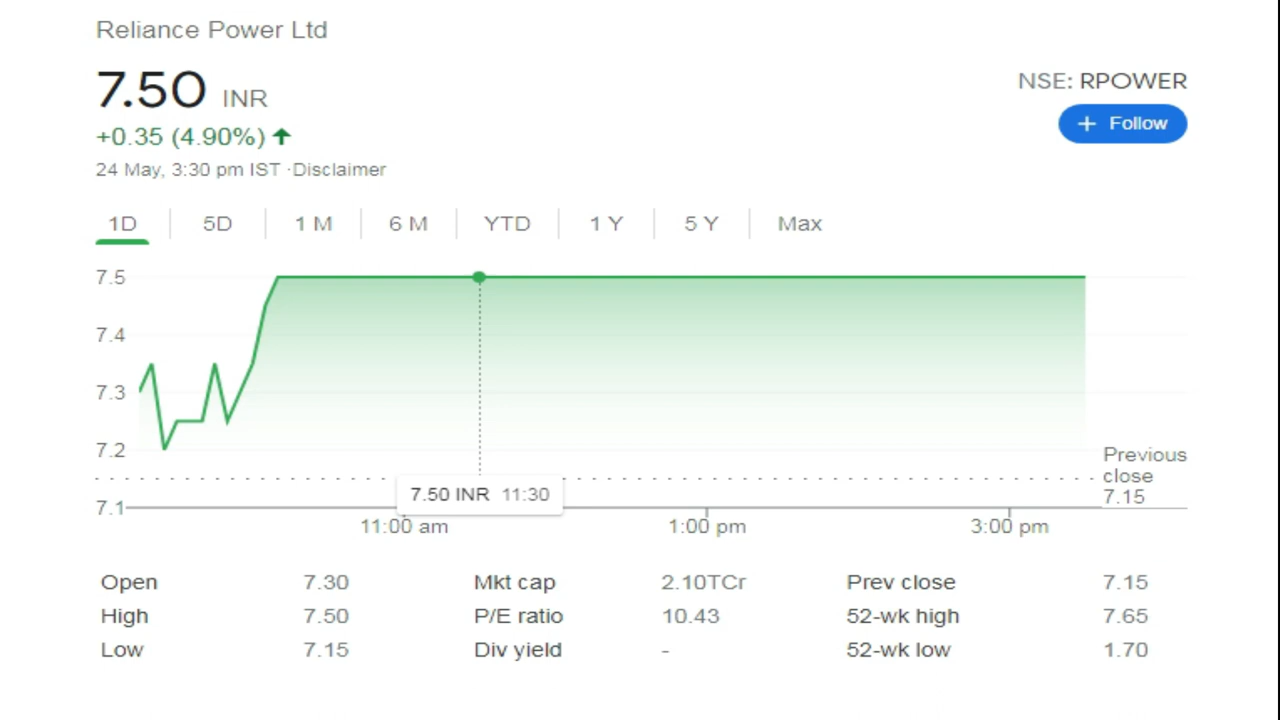 Reliance Power Ltd
7.50 INR
NSE: RPOWER
+ Follow
+0.35 (4.90%)
24 May, 3:30 pm IST ·Disclaimer
1D 5D 1 M 6 M YTD 1 Y 5 Y Max
7.5
7.4
7.3
7.2
7.1
Previous
close
7.15
7.50 INR 11:30
11:00 am 1:00 pm 3:00 pm
Open 7.30 Mkt cap 2.10TCr Prev close 7.15
High 7.50 P/E ratio 10.43 52-wk high 7.65
Low 7.15 Div yield - 52-wk low 1.70